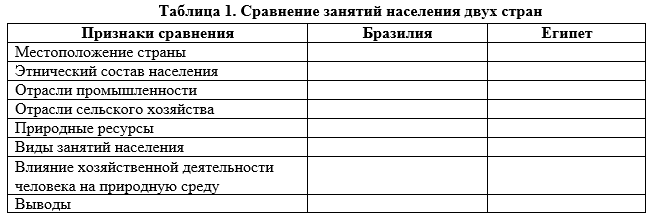 Таблица 1. Сравнение занятий населения двух стран
Признаки сравнения Бразилия Египет
Местоположение страны
Этнический состав населения
Отрасли промышленности
Отрасли сельского хозяйства
Природные ресурсы
Виды занятий населения
Влияние хозяйственной деятельности
человека на природную среду
Выводы